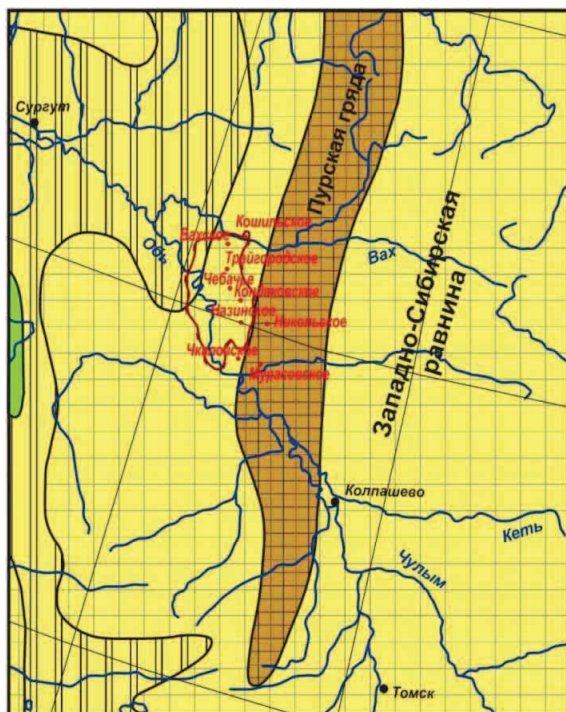 Сургут
Пурская гряда
Кошильское
Вахское
Обь
Трайгородское
Вах
Чебачье
Кондаковское
Назинское
Никольское
Чкаловское
Мурасовское
Западно-Сибирская
равнина
Колпашево
Кеть
Чулым
Томск